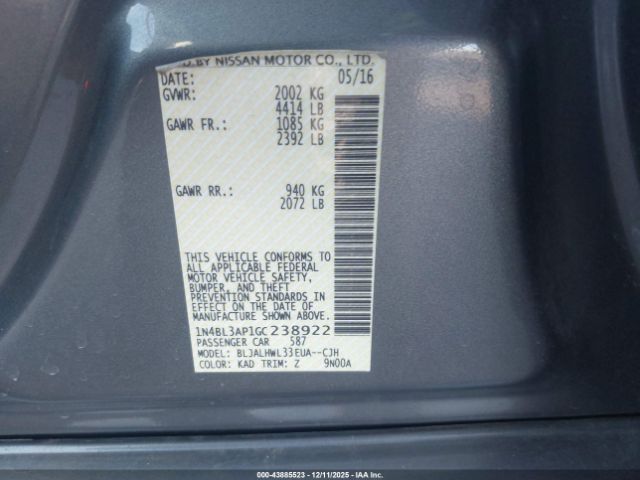 D. BY NISSAN MOTOR CO., LTD.
DATE: 05/16
GVWR: 2002 KG
4414 LB
GAWR FR.: 1085 KG
2392 LB
GAWR RR.: 940 KG
2072 LB
THIS VEHICLE CONFORMS TO
ALL APPLICABLE FEDERAL
MOTOR VEHICLE SAFETY,
BUMPER, AND THEFT
PREVENTION STANDARDS IN
EFFECT ON THE DATE OF
MANUFACTURE SHOWN ABOVE.
1N4BL3AP1GC238922
PASSENGER CAR 587
MODEL: BLJALHWL33EUA--CJH
COLOR: KAD TRIM: Z 9N00A
000-43885523 - 12/11/2025 - IAAI, Inc.